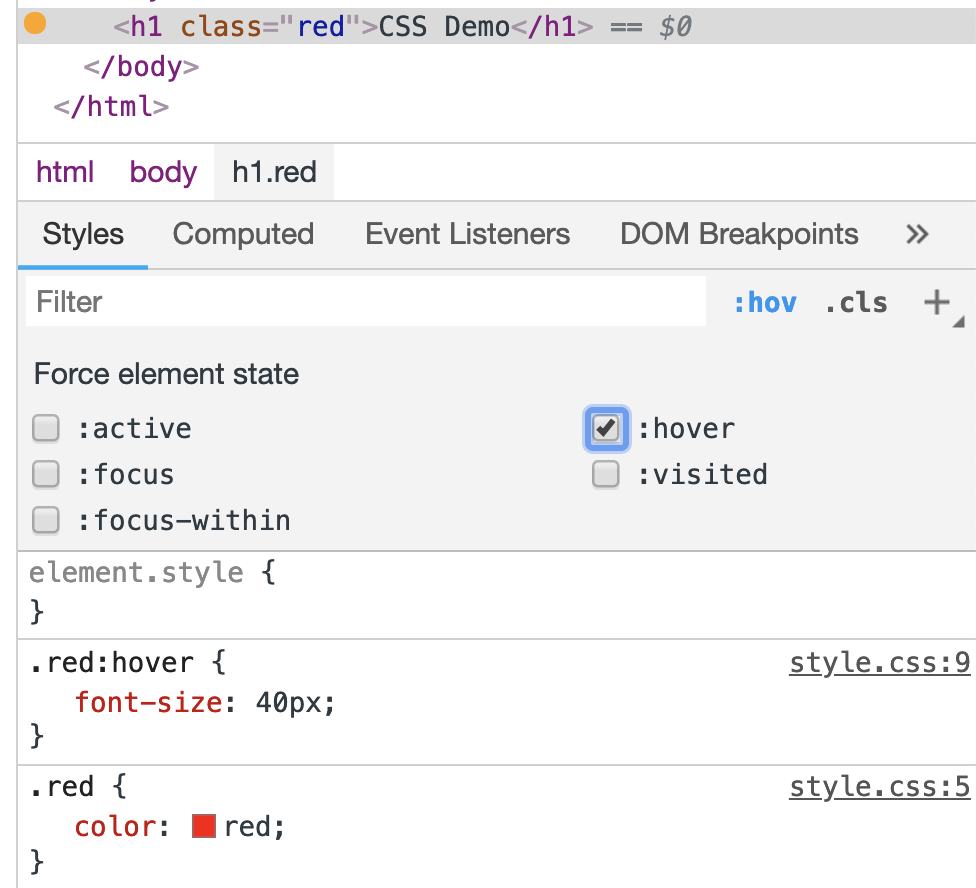 <h1 class="red">CSS Demo</h1> == $0
</body>
</html>
html body h1.red
Styles Computed Event Listeners DOM Breakpoints »
Filter :hov .cls +
Force element state
:active :hover
:focus :visited
:focus-within
element.style {
}
.red:hover { style.css:9
font-size: 40px;
}
.red { style.css:5
color: red;
}